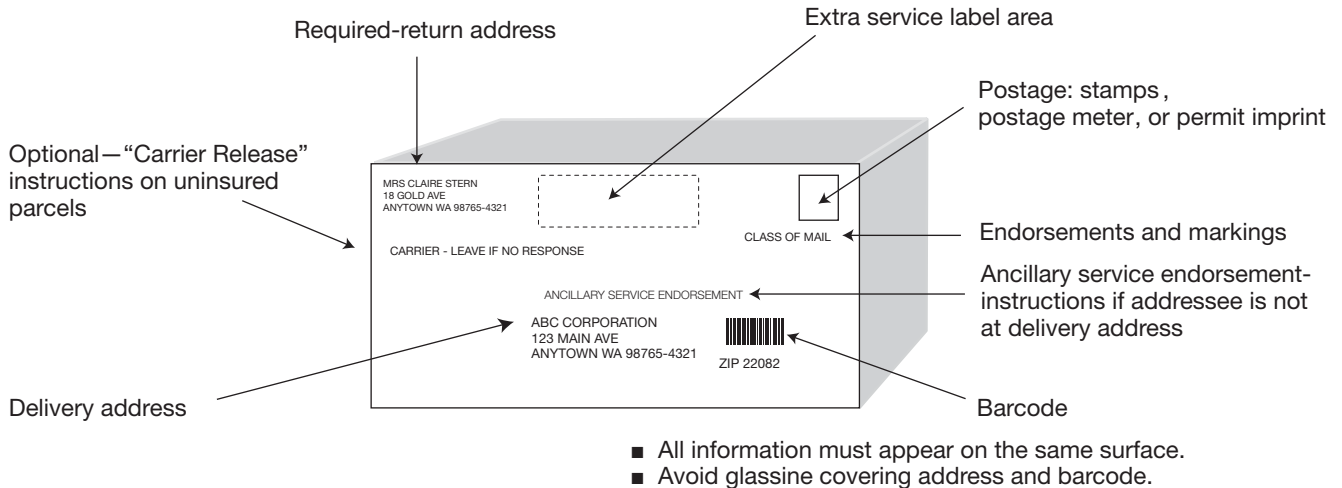 Required-return address
Extra service label area
Postage: stamps ,
postage meter, or permit imprint
Optional—“Carrier Release”
instructions on uninsured
parcels
MRS CLAIRE STERN
18 GOLD AVE
ANYTOWN WA 98765-4321
CLASS OF MAIL
Endorsements and markings
CARRIER - LEAVE IF NO RESPONSE
ANCILLARY SERVICE ENDORSEMENT
Ancillary service endorsement-
instructions if addressee is not
at delivery address
ABC CORPORATION
123 MAIN AVE
ANYTOWN WA 98765-4321
ZIP 22082
Delivery address
Barcode
■ All information must appear on the same surface.
■ Avoid glassine covering address and barcode.